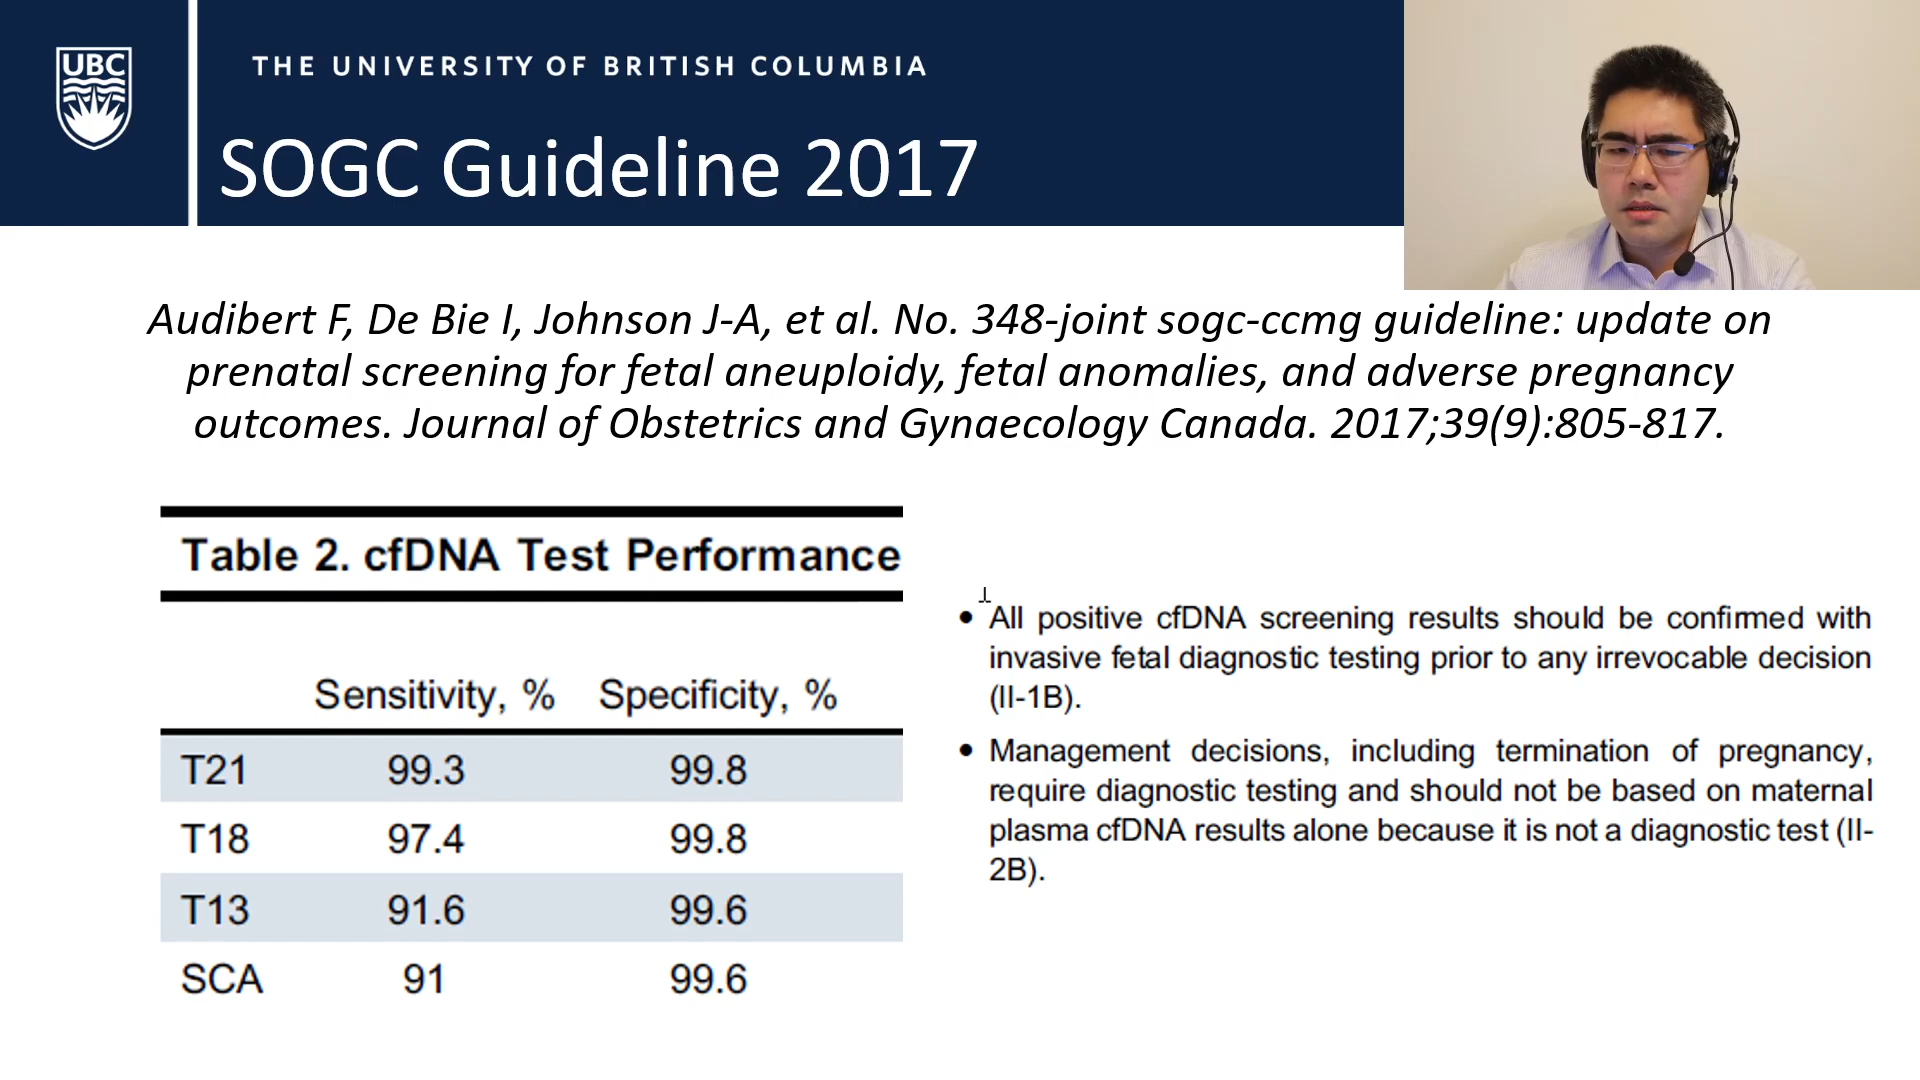 UBC
THE UNIVERSITY OF BRITISH COLUMBIA
SOGC Guideline 2017
Audibert F, De Bie I, Johnson J-A, et al. No. 348-joint sogc-ccmg guideline: update on
prenatal screening for fetal aneuploidy, fetal anomalies, and adverse pregnancy
outcomes. Journal of Obstetrics and Gynaecology Canada. 2017;39(9):805-817.
Table 2. cfDNA Test Performance
Sensitivity, % Specificity, %
T21 99.3 99.8
T18 97.4 99.8
T13 91.6 99.6
SCA 91 99.6
• All positive cfDNA screening results should be confirmed with
invasive fetal diagnostic testing prior to any irrevocable decision
(II-1B).
• Management decisions, including termination of pregnancy,
require diagnostic testing and should not be based on maternal
plasma cfDNA results alone because it is not a diagnostic test (II-
2B).